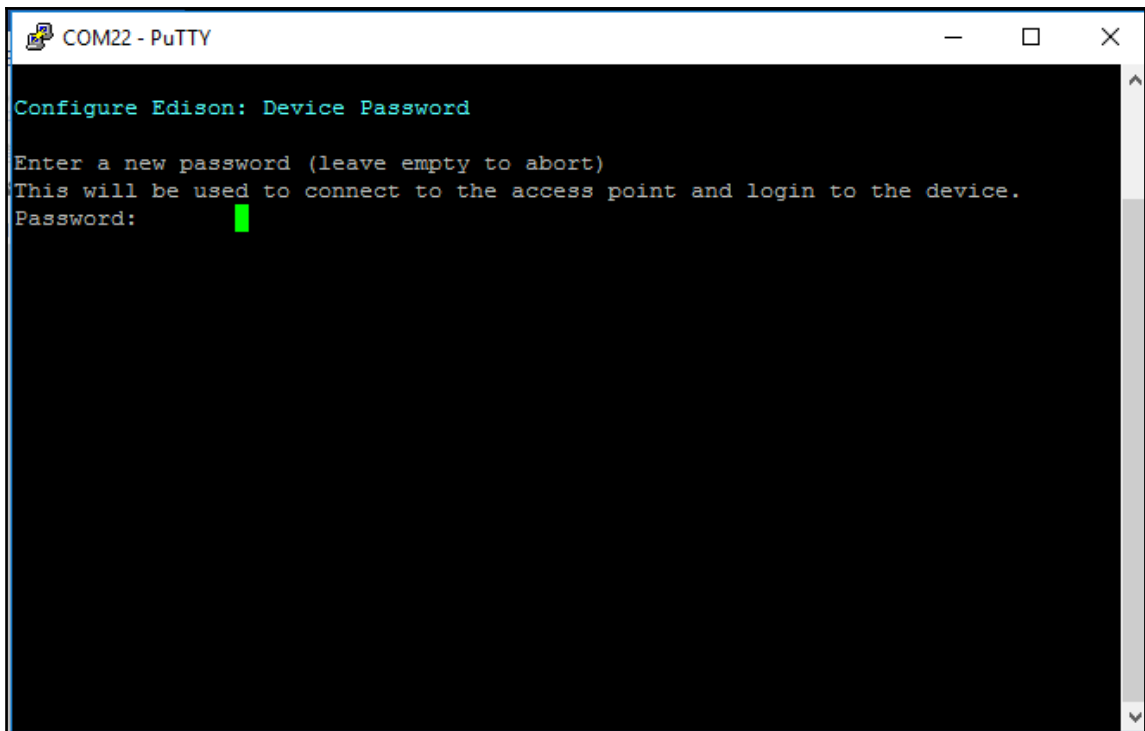 COM22 - PuTTY
Configure Edison: Device Password
Enter a new password (leave empty to abort)
This will be used to connect to the access point and login to the device.
Password: